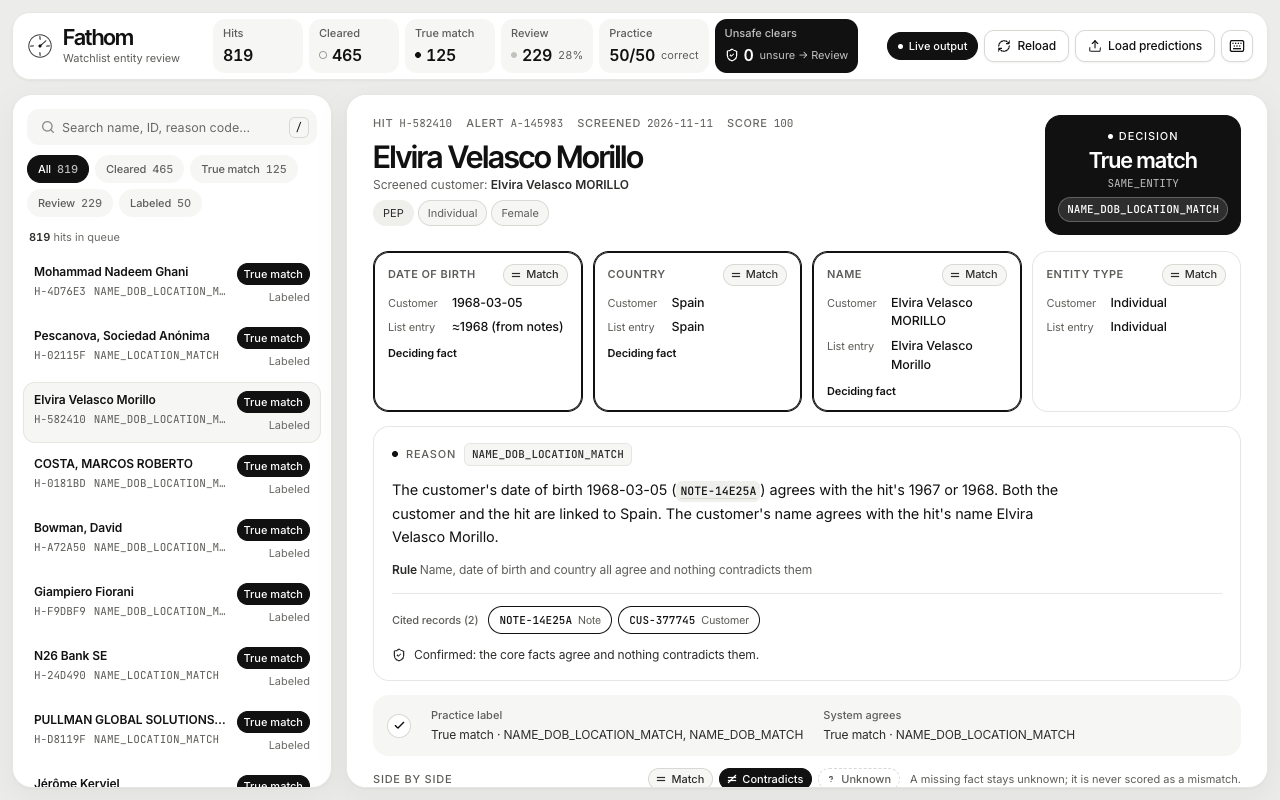 Fathom
Watchlist entity review
Hits
819
Cleared
465
True match
125
Review
229 28%
Practice
50/50 correct
Unsafe clears
0 unsure → Review
Live output
Reload
Load predictions
Search name, ID, reason code... /
All 819 Cleared 465 True match 125
Review 229 Labeled 50
819 hits in queue
Mohammad Nadeem Ghani True match
H-4D76E3 NAME_DOB_LOCATION_M… Labeled
Pescanova, Sociedad Anónima True match
H-02115F NAME_LOCATION_MATCH Labeled
Elvira Velasco Morillo True match
H-582410 NAME_DOB_LOCATION_M… Labeled
COSTA, MARCOS ROBERTO True match
H-0181BD NAME_DOB_LOCATION_M… Labeled
Bowman, David True match
H-A72A50 NAME_DOB_LOCATION_M… Labeled
Giampiero Fiorani True match
H-F9DBF9 NAME_DOB_LOCATION_M… Labeled
N26 Bank SE True match
H-24D490 NAME_LOCATION_MATCH Labeled
PULLMAN GLOBAL SOLUTIONS… True match
H-D8119F NAME_LOCATION_MATCH Labeled
Jérôme Kerviel True match
HIT H-582410 ALERT A-145983 SCREENED 2026-11-11 SCORE 100
Elvira Velasco Morillo
Screened customer: Elvira Velasco MORILLO
PEP Individual Female
DECISION
True match
SAME_ENTITY
NAME_DOB_LOCATION_MATCH
DATE OF BIRTH = Match
Customer 1968-03-05
List entry ≈1968 (from notes)
Deciding fact
COUNTRY = Match
Customer Spain
List entry Spain
Deciding fact
NAME = Match
Customer Elvira Velasco
MORILLO
List entry Elvira Velasco
Morillo
Deciding fact
ENTITY TYPE = Match
Customer Individual
List entry Individual
REASON NAME_DOB_LOCATION_MATCH
The customer's date of birth 1968-03-05 (NOTE-14E25A) agrees with the hit's 1967 or 1968. Both the
customer and the hit are linked to Spain. The customer's name agrees with the hit's name Elvira
Velasco Morillo.
Rule Name, date of birth and country all agree and nothing contradicts them
Cited records (2) NOTE-14E25A Note CUS-377745 Customer
Confirmed: the core facts agree and nothing contradicts them.
Practice label
True match · NAME_DOB_LOCATION_MATCH, NAME_DOB_MATCH
System agrees
True match · NAME_DOB_LOCATION_MATCH
SIDE BY SIDE = Match ≠ Contradicts ? Unknown A missing fact stays unknown; it is never scored as a mismatch.